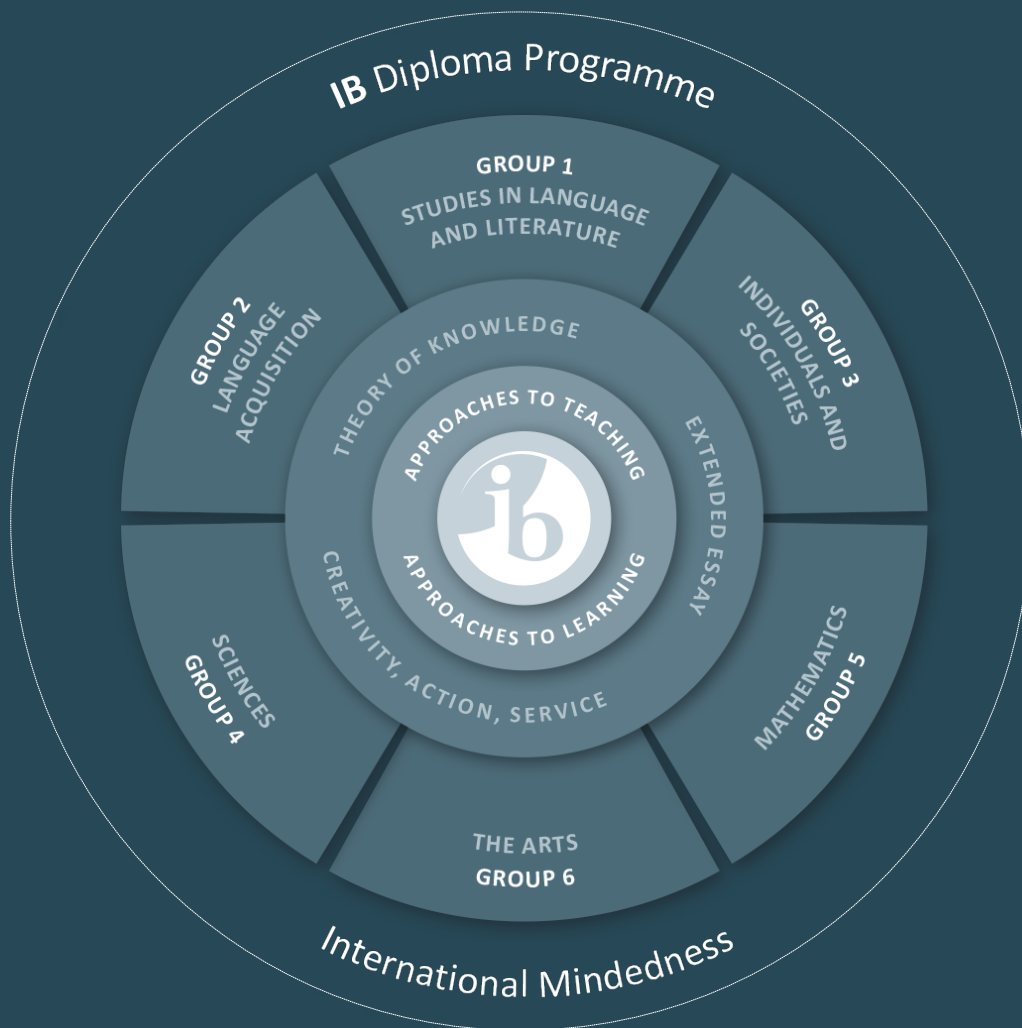 IB Diploma Programme
GROUP 1
STUDIES IN LANGUAGE
AND LITERATURE
GROUP 2
LANGUAGE
ACQUISITION
GROUP 3
INDIVIDUALS AND
SOCIETIES
THEORY OF KNOWLEDGE
EXTENDED ESSAY
CREATIVITY, ACTION, SERVICE
APPROACHES TO TEACHING
ib
APPROACHES TO LEARNING
SCIENCES
GROUP 4
MATHEMATICS
GROUP 5
THE ARTS
GROUP 6
International Mindedness